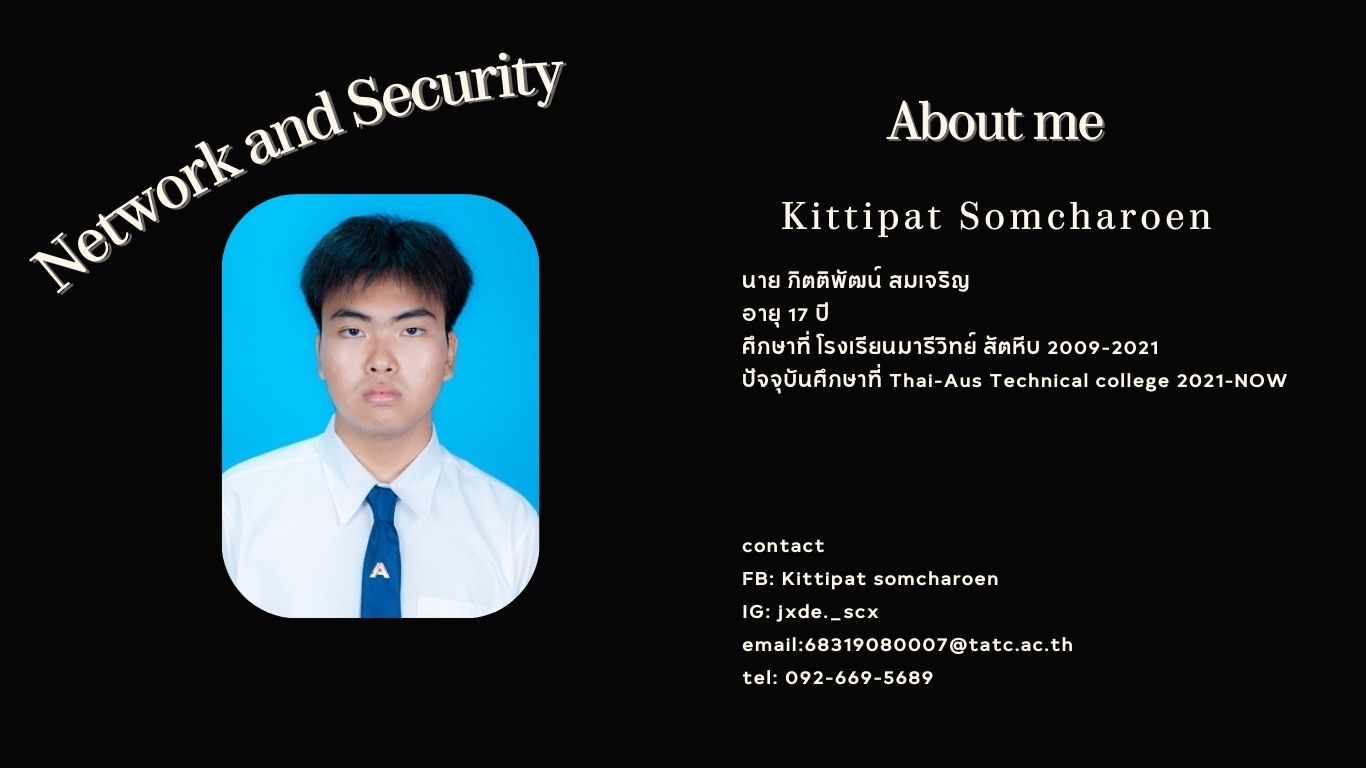 Network and Security
A
About me
Kittipat Somcharoen
นาย กิตติพัฒน์ สมเจริญ
อายุ 17 ปี
ศึกษาที่ โรงเรียนมารีวิทย์ สัตหีบ 2009-2021
ปัจจุบันศึกษาที่ Thai-Aus Technical college 2021-NOW
contact
FB: Kittipat somcharoen
IG: jxde._scx
email:68319080007@tatc.ac.th
tel: 092-669-5689